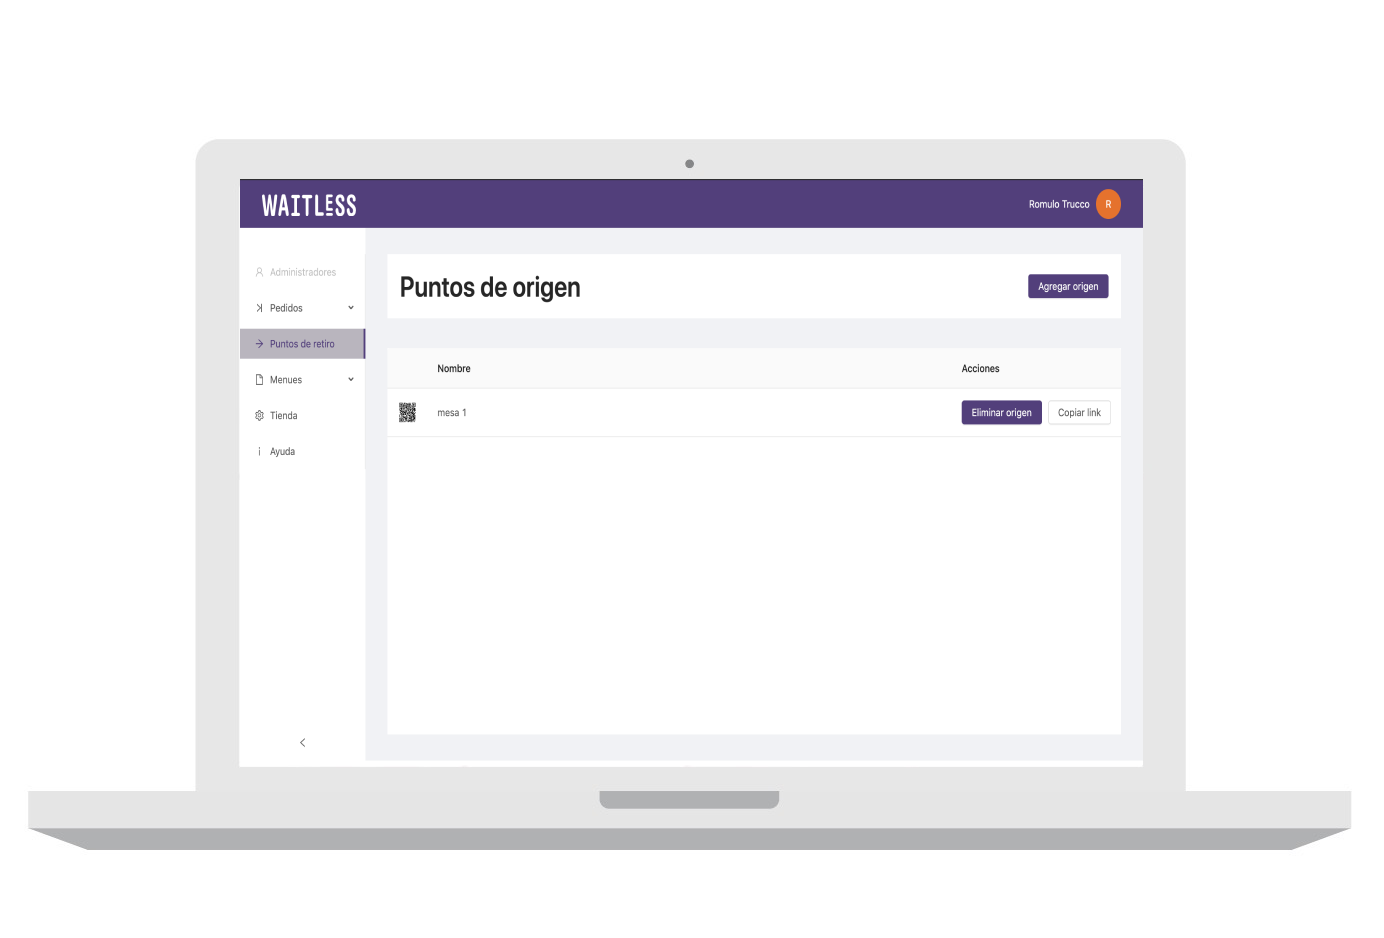 WAITLESS
Romulo Trucco R
Administradores
Pedidos
Puntos de retiro
Menues
Tienda
Ayuda
Puntos de origen
Agregar origen
Nombre Acciones
mesa 1 Eliminar origen Copiar link